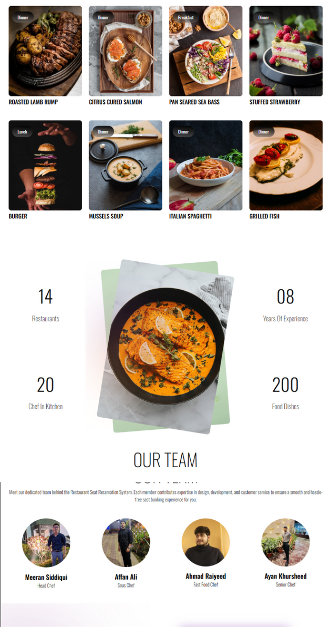 Dinner
Dinner
Breakfast
Dinner
ROASTED LAMB RUMP
CITRUS CURED SALMON
PAN SEARED SEA BASS
STUFFED STRAWBERRY
Lunch
Dinner
Dinner
Dinner
BURGER
MUSSELS SOUP
ITALIAN SPAGHETTI
GRILLED FISH
14
08
Restaurants
Years Of Experience
20
200
Chef In Kitchen
Food Dishes
OUR TEAM
OUR TEAM
Meet our dedicated team behind the Restaurant Seat Reservation System. Each member contributes expertise in design, development, and customer service to ensure a smooth and hassle-
free seat booking experience for you.
Meeran Siddiqui
Affan Ali
Ahmad Raiyeed
Ayan Khursheed
Head Chef
Sous Chef
Fast Food Chef
Senior Chef